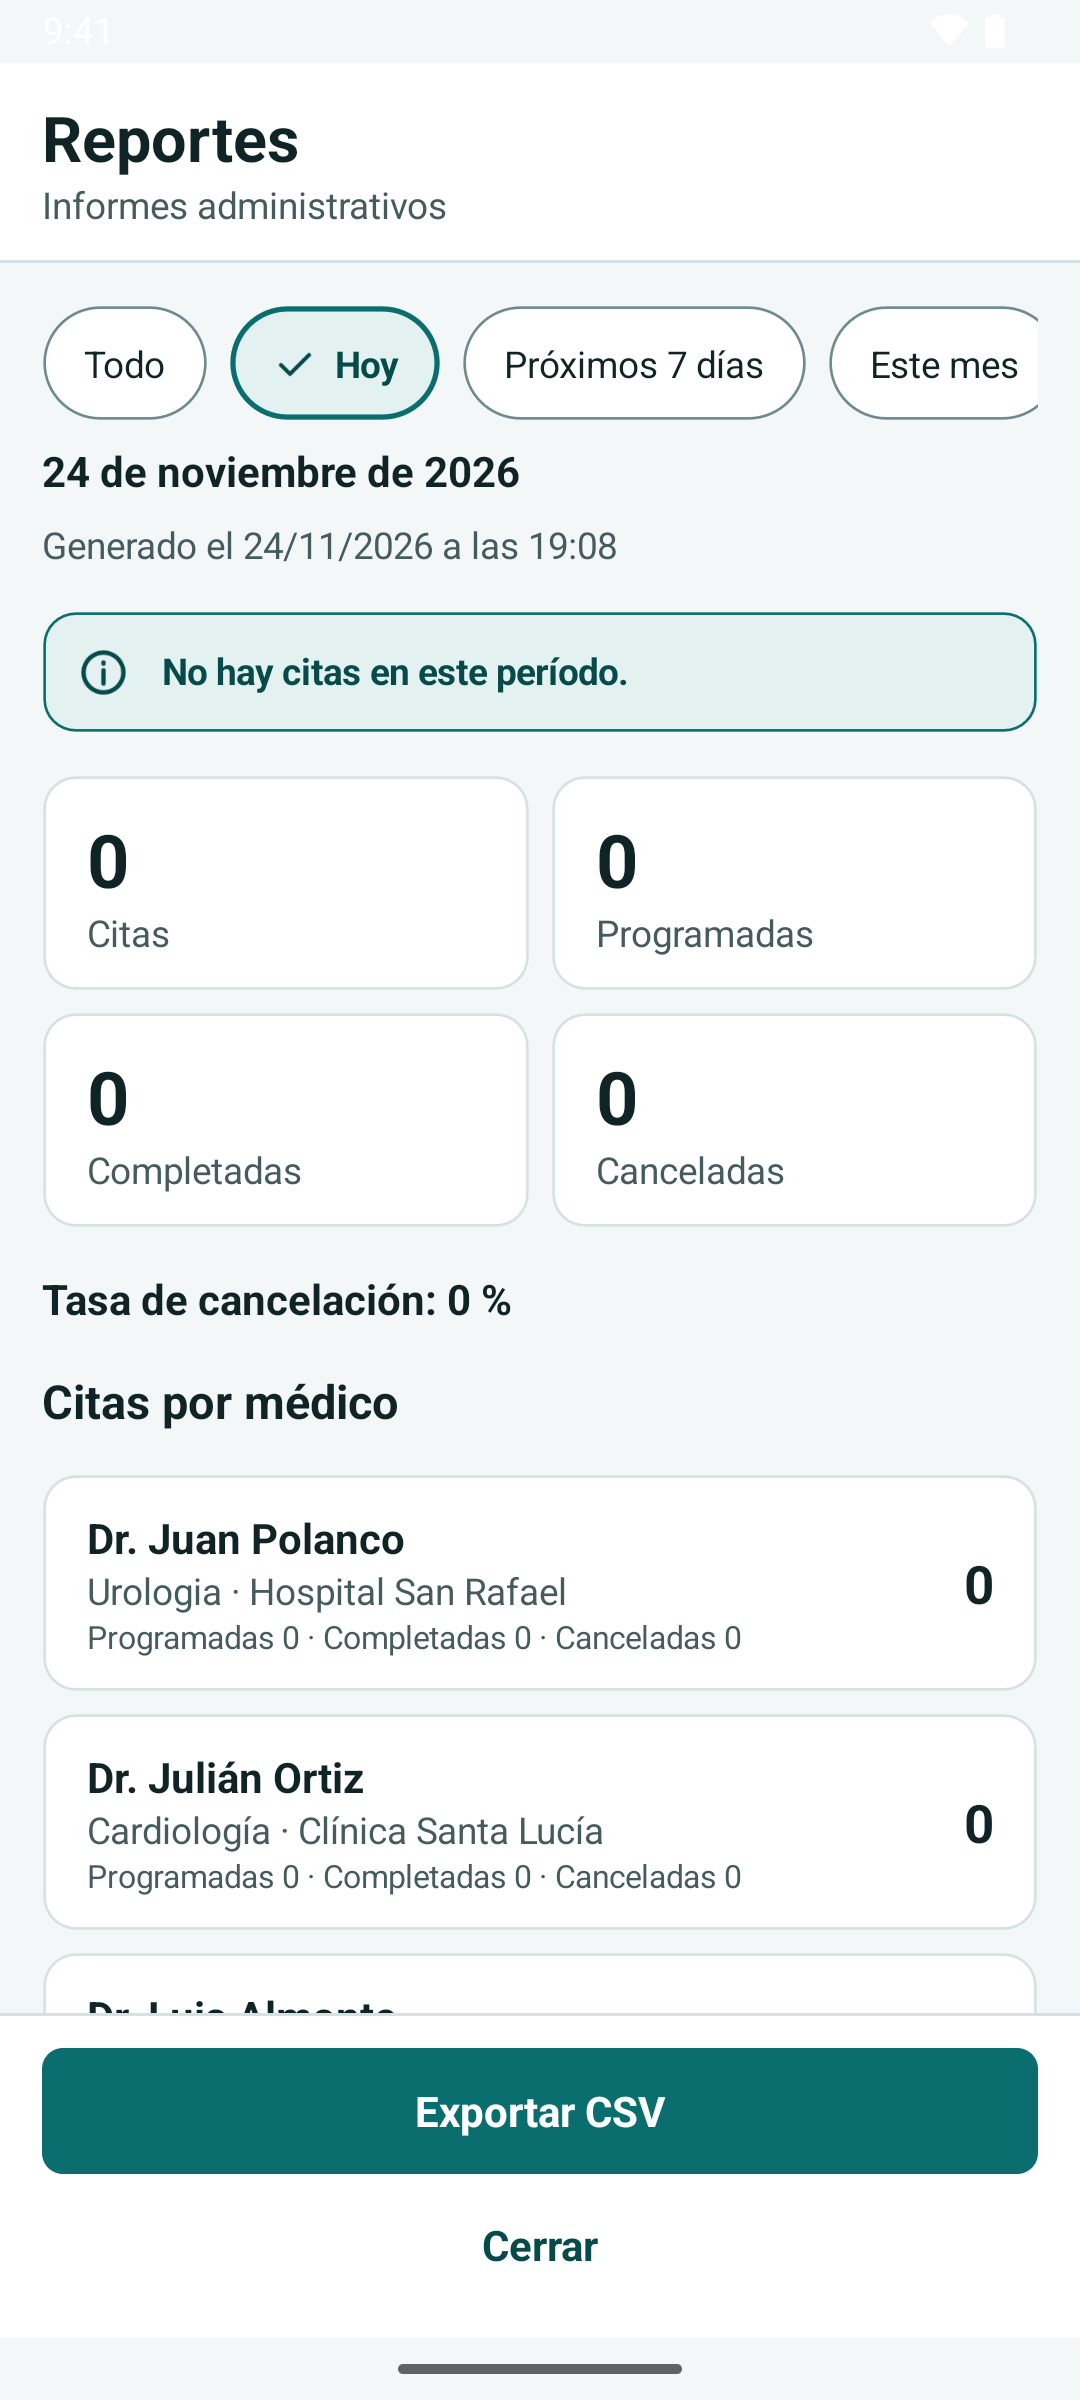 9:41
Reportes
Informes administrativos
Todo
Hoy
Próximos 7 días
Este mes
24 de noviembre de 2026
Generado el 24/11/2026 a las 19:08
No hay citas en este período.
0
Citas
0
Programadas
0
Completadas
0
Canceladas
Tasa de cancelación: 0 %
Citas por médico
Dr. Juan Polanco
Urologia · Hospital San Rafael
Programadas 0 · Completadas 0 · Canceladas 0
0
Dr. Julián Ortiz
Cardiología · Clínica Santa Lucía
Programadas 0 · Completadas 0 · Canceladas 0
0
Dr. Luis Almonte
Exportar CSV
Cerrar